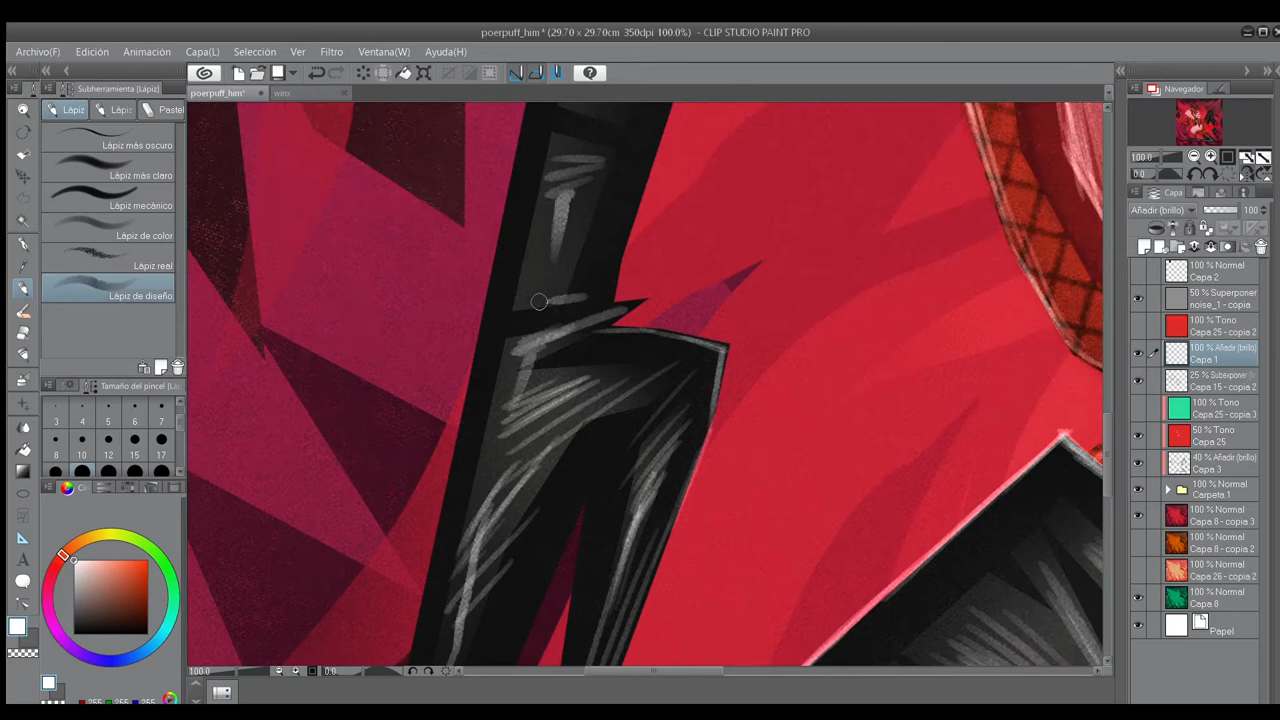 poerpuff_him* (29.70 x 29.70cm 350dpi 100.0%) - CLIP STUDIO PAINT PRO
Archivo(F) Edición Animación Capa(L) Selección Ver Filtro Ventana(W) Ayuda(H)
Subherramienta [Lápiz]
poerpuff_him*
winx
Navegador
Lápiz
Lápiz
Pastel
Lápiz más oscuro
Lápiz más claro
Lápiz mecánico
Lápiz de color
Lápiz real
Lápiz de diseño
Tamaño del pincel [Lá
3 4 5 6 7
8 10 12 15 17
100.0
0.0
Capa
Añadir (brillo)
100
100 % Normal
Capa 2
50 % Superponer
noise_1 - copia
100 % Tono
Capa 25 - copia 2
100 % Añadir (brillo)
Capa 1
25 % Subexponer (l
Capa 15 - copia 2
100 % Tono
Capa 25 - copia 3
50 % Tono
Capa 25
40 % Añadir (brillo)
Capa 3
100 % Normal
Carpeta 1
100 % Normal
Capa 8 - copia 3
100 % Normal
Capa 8 - copia 2
100 % Normal
Capa 26 - copia 2
100 % Normal
Capa 8
Papel
100.0
0.0
255
255
255